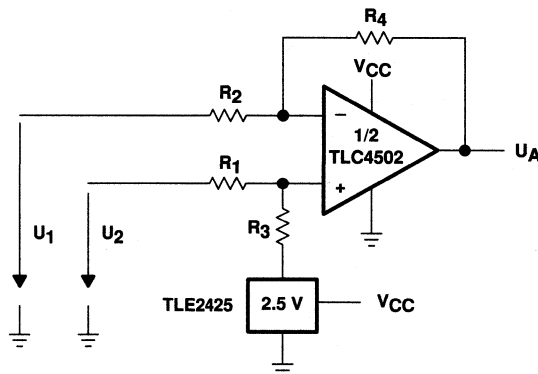 R4
VCC
R2
−
1/2
TLC4502
UA
R1
+
U1
U2
R3
TLE2425
2.5 V
VCC